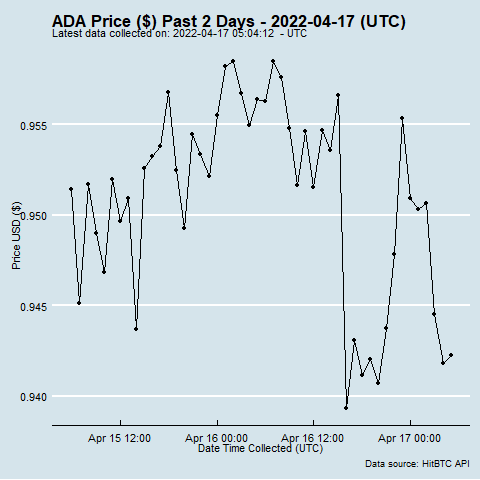 ADA Price ($) Past 2 Days - 2022-04-17 (UTC)
Latest data collected on: 2022-04-17 05:04:12 - UTC
Price USD ($)
0.955
0.950
0.945
0.940
Apr 15 12:00
Apr 16 00:00
Apr 16 12:00
Apr 17 00:00
Date Time Collected (UTC)
Data source: HitBTC API